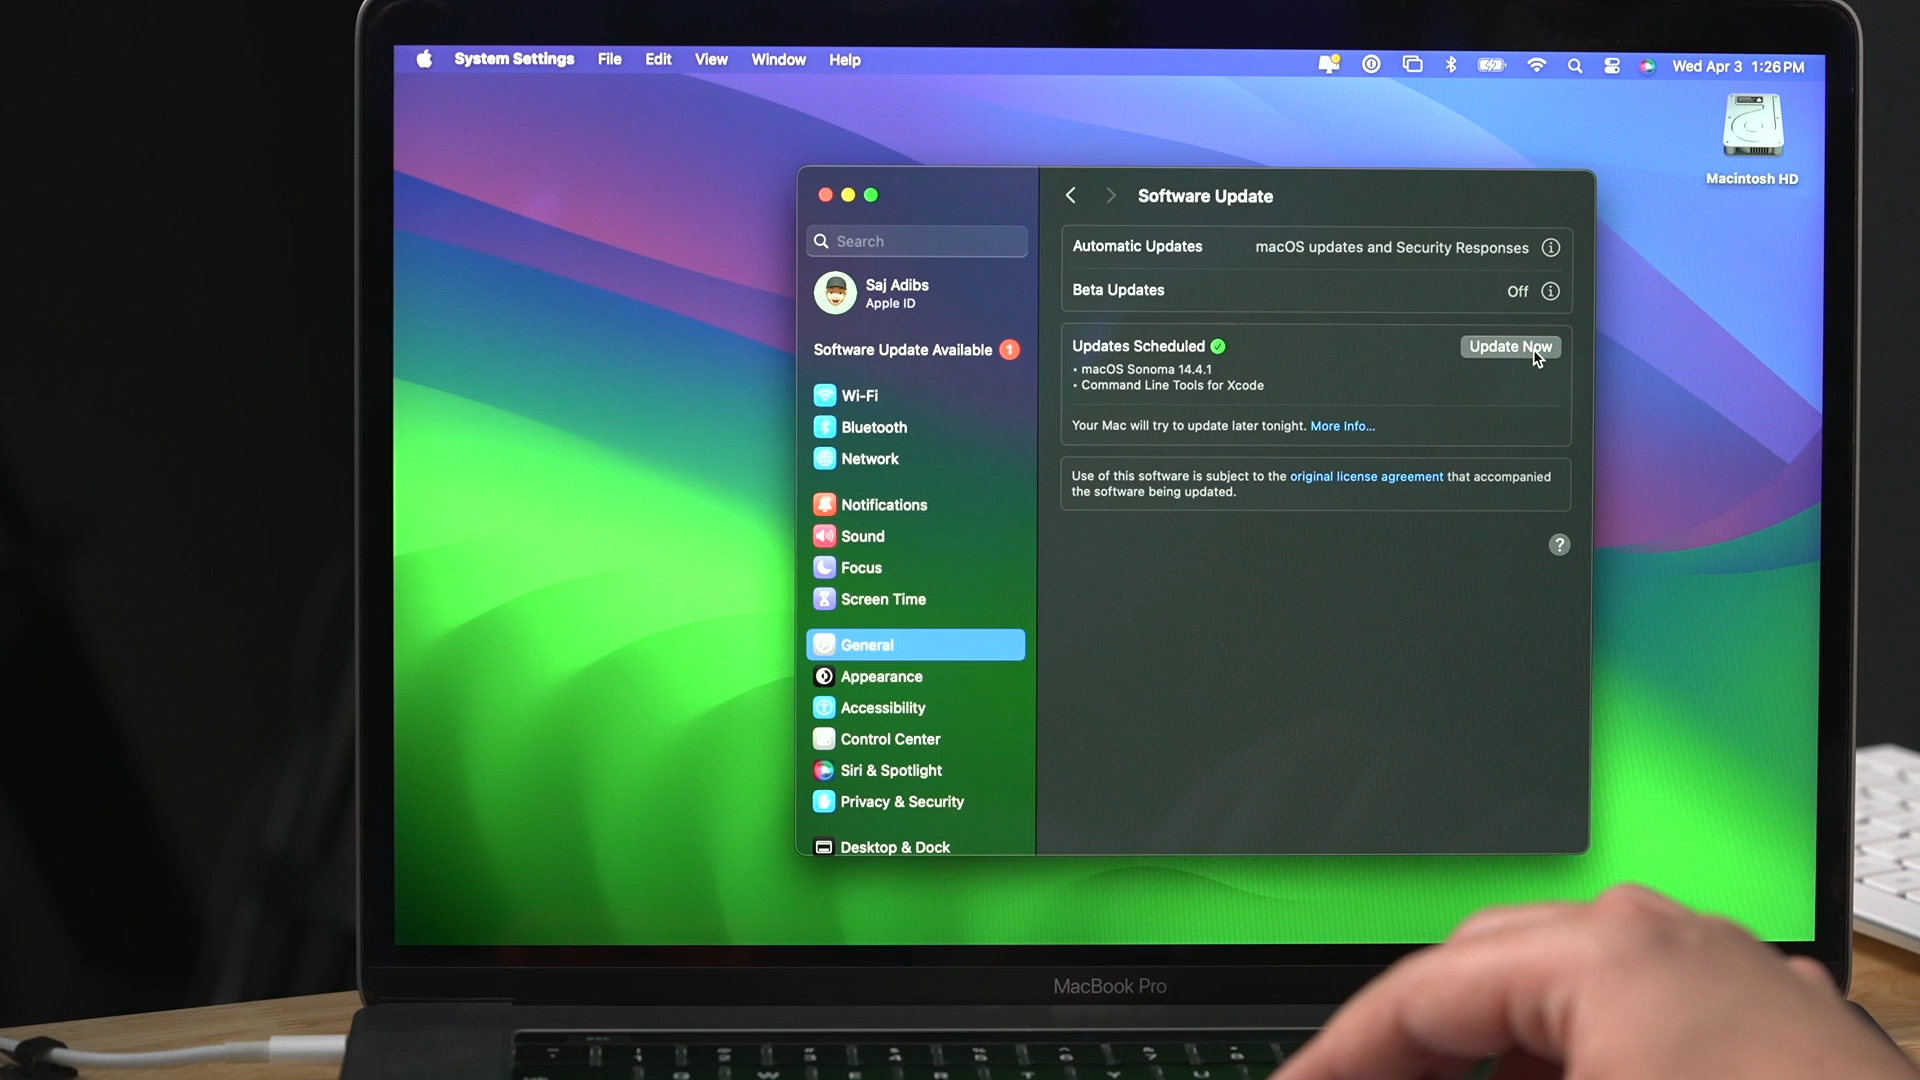 System Settings File Edit View Window Help
Wed Apr 3 1:26 PM
Macintosh HD
Search
Saj Adibs
Apple ID
Software Update Available 1
Wi-Fi
Bluetooth
Network
Notifications
Sound
Focus
Screen Time
General
Appearance
Accessibility
Control Center
Siri & Spotlight
Privacy & Security
Desktop & Dock
Software Update
Automatic Updates macOS updates and Security Responses
Beta Updates Off
Updates Scheduled Update Now
• macOS Sonoma 14.4.1
• Command Line Tools for Xcode
Your Mac will try to update later tonight. More Info...
Use of this software is subject to the original license agreement that accompanied
the software being updated.
?
MacBook Pro